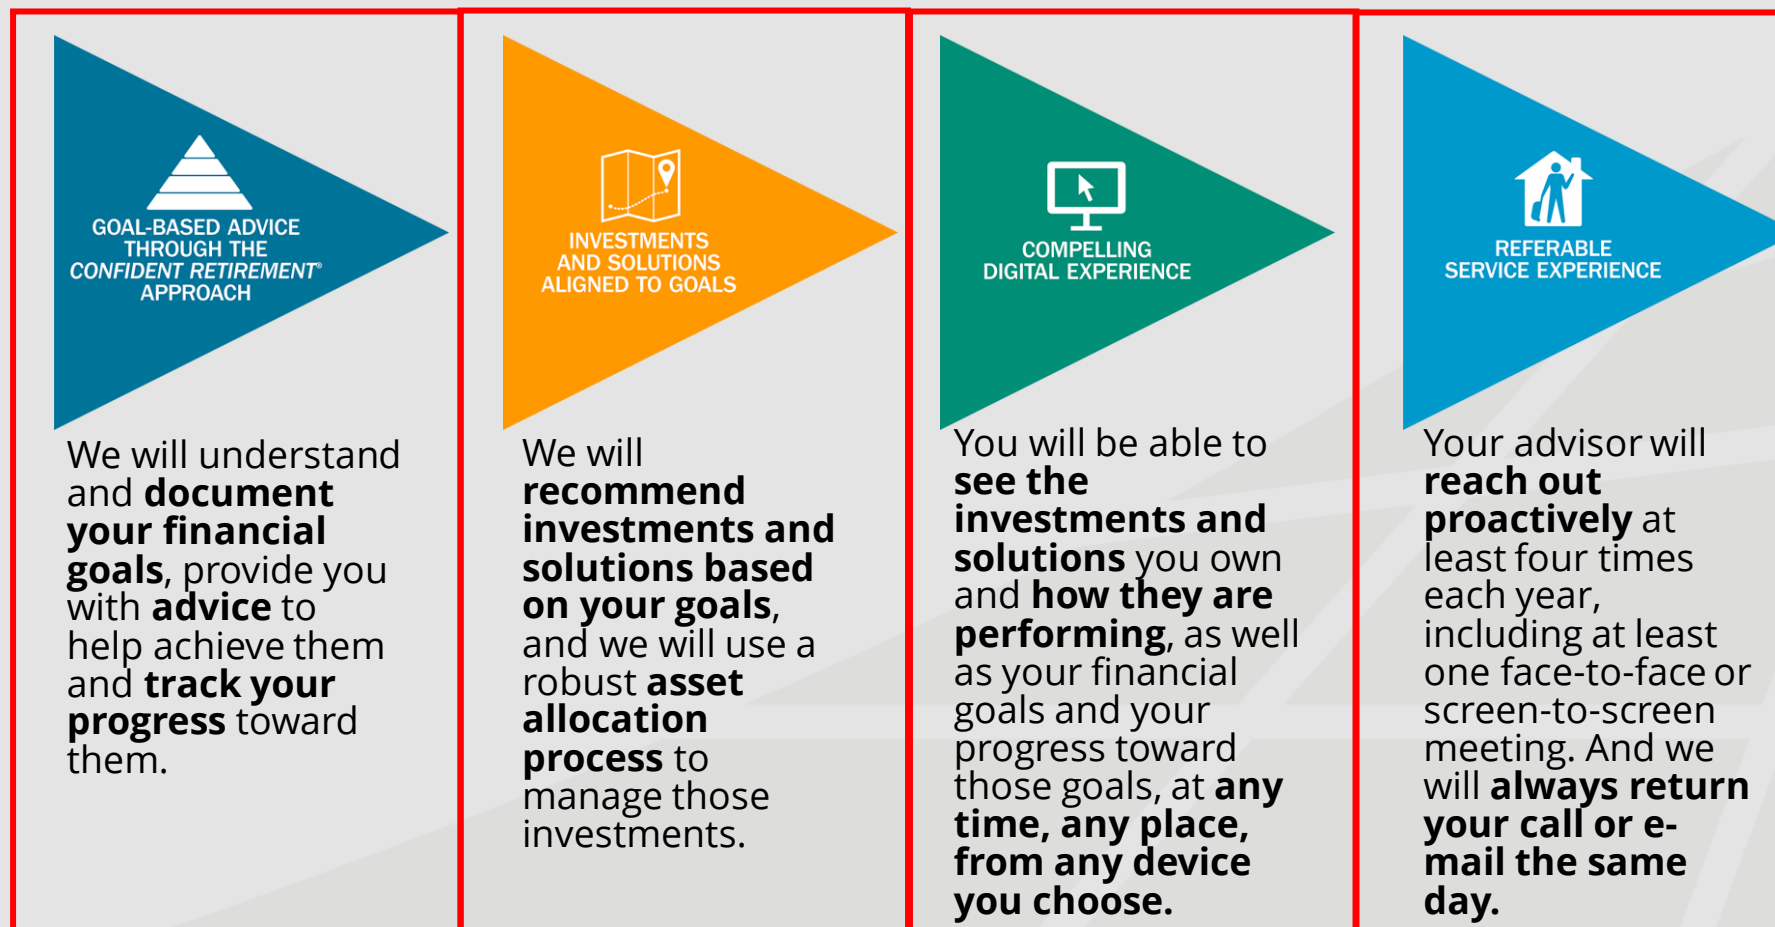 GOAL-BASED ADVICE
THROUGH THE
CONFIDENT RETIREMENT®
APPROACH
We will understand
and document
your financial
goals, provide you
with advice to
help achieve them
and track your
progress toward
them.
INVESTMENTS
AND SOLUTIONS
ALIGNED TO GOALS
We will
recommend
investments and
solutions based
on your goals,
and we will use a
robust asset
allocation
process to
manage those
investments.
COMPELLING
DIGITAL EXPERIENCE
You will be able to
see the
investments and
solutions you own
and how they are
performing, as well
as your financial
goals and your
progress toward
those goals, at any
time, any place,
from any device
you choose.
REFERABLE
SERVICE EXPERIENCE
Your advisor will
reach out
proactively at
least four times
each year,
including at least
one face-to-face or
screen-to-screen
meeting. And we
will always return
your call or e-
mail the same
day.